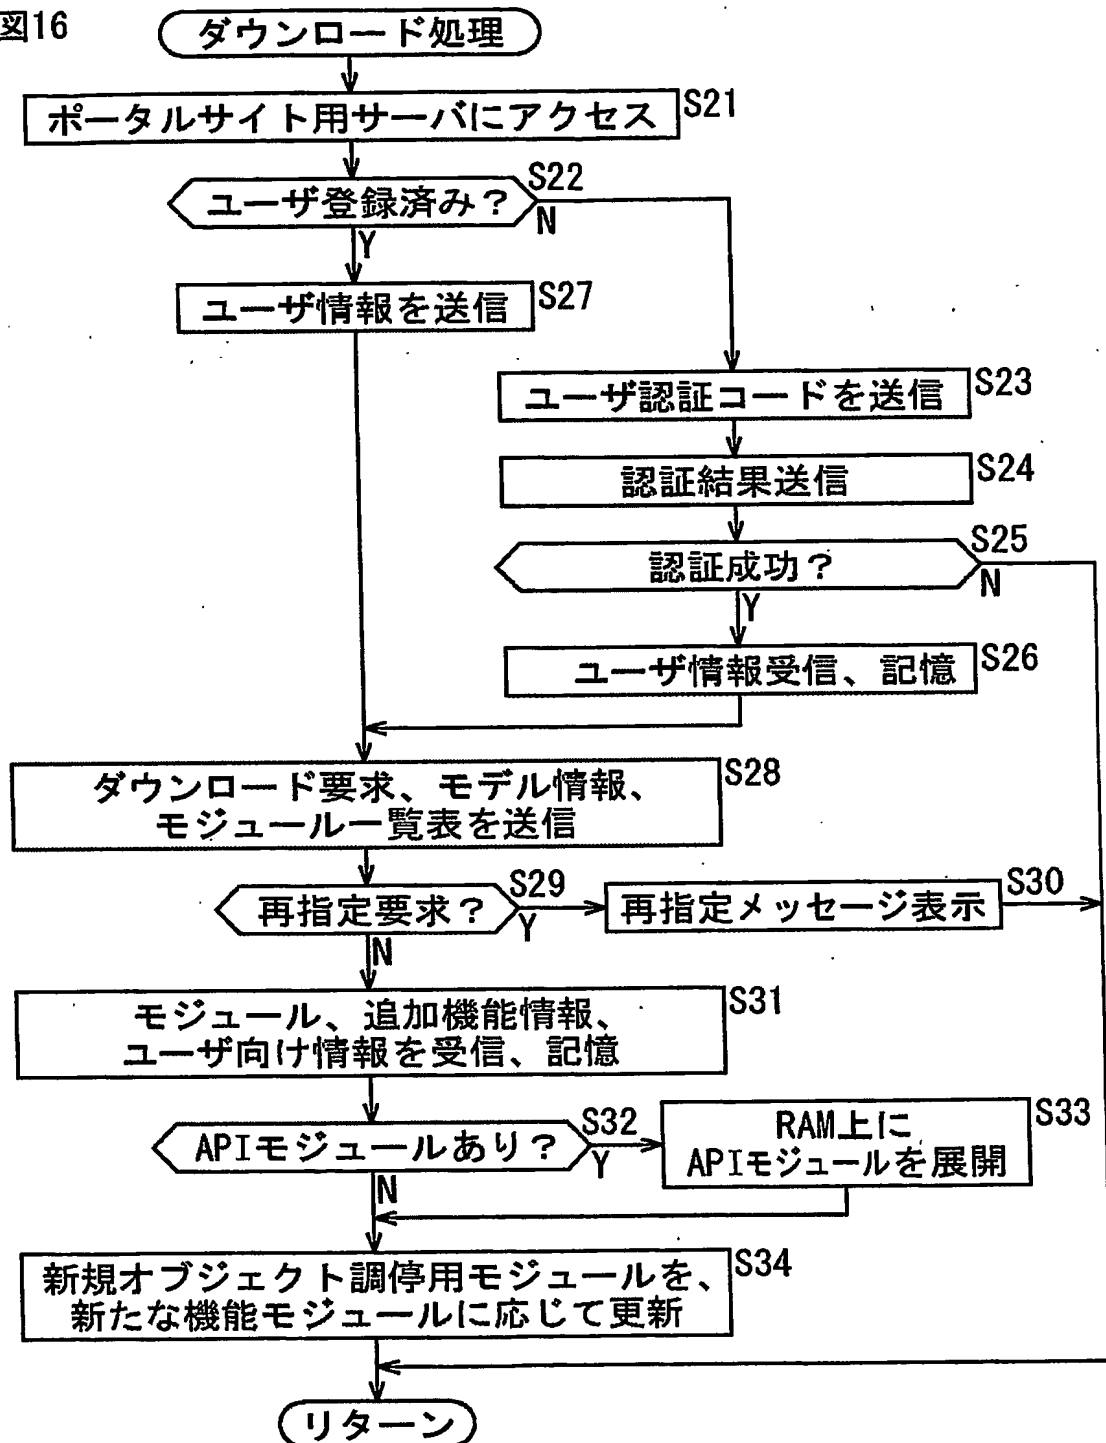 図16
ダウンロード処理
ポータルサイト用サーバにアクセス
S21
ユーザ登録済み？
S22
N
Y
ユーザ情報を送信
S27
ユーザ認証コードを送信
S23
認証結果送信
S24
認証成功？
S25
N
Y
ユーザ情報受信、記憶
S26
ダウンロード要求、モデル情報、
モジュール一覧表を送信
S28
再指定要求？
S29
Y
N
再指定メッセージ表示
S30
モジュール、追加機能情報、
ユーザ向け情報を受信、記憶
S31
APIモジュールあり？
S32
Y
N
RAM上に
APIモジュールを展開
S33
新規オブジェクト調停用モジュールを、
新たな機能モジュールに応じて更新
S34
リターン